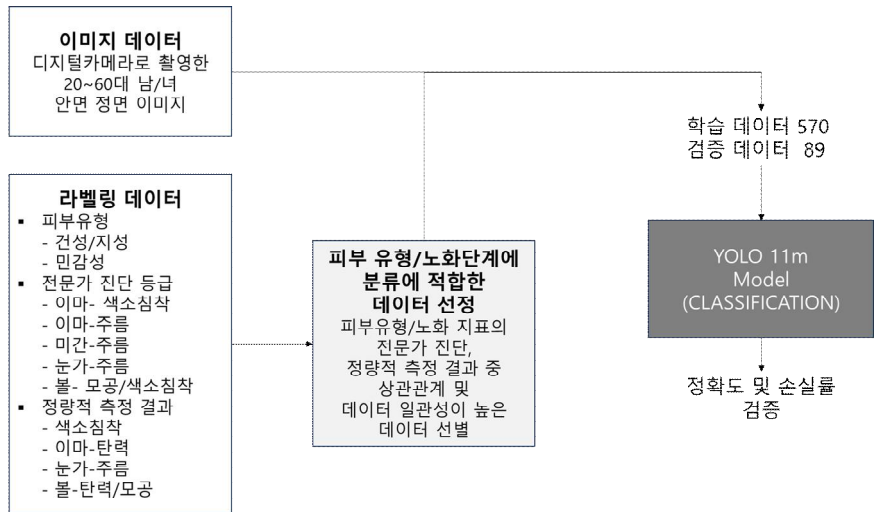 이미지 데이터
디지털카메라로 촬영한
20~60대 남/녀
안면 정면 이미지
라벨링 데이터
▪ 피부유형
- 건성/지성
- 민감성
▪ 전문가 진단 등급
- 이마- 색소침착
- 이마-주름
- 미간-주름
- 눈가-주름
- 볼- 모공/색소침착
▪ 정량적 측정 결과
- 색소침착
- 이마-탄력
- 눈가-주름
- 볼-탄력/모공
피부 유형/노화단계에
분류에 적합한
데이터 선정
피부유형/노화 지표의
전문가 진단,
정량적 측정 결과 중
상관관계 및
데이터 일관성이 높은
데이터 선별
학습 데이터 570
검증 데이터 89
YOLO 11m
Model
(CLASSIFICATION)
정확도 및 손실률
검증